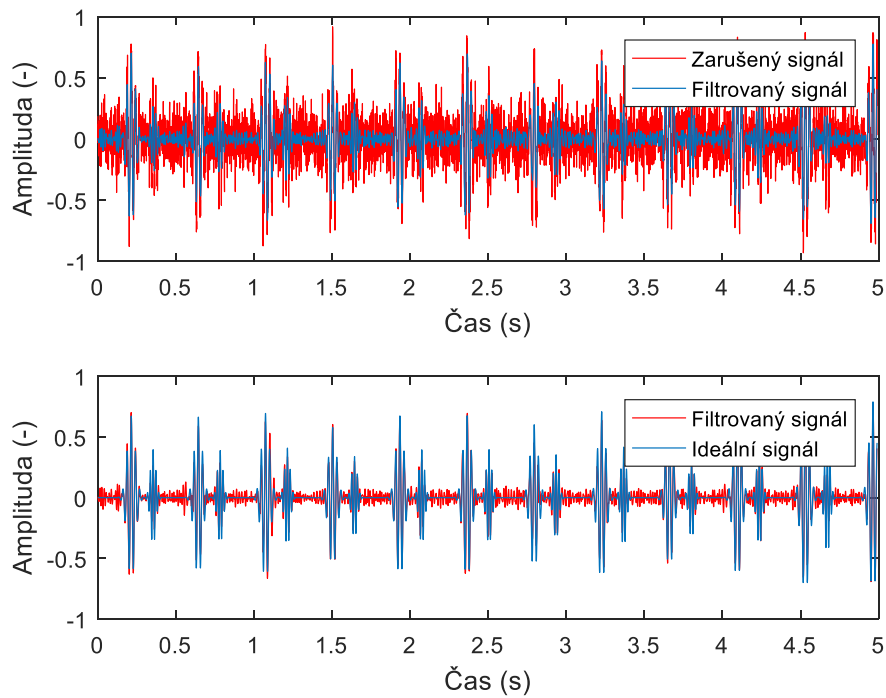 1
0.5
0
-0.5
-1
Amplituda (-)
Zarušený signál
Filtrovaný signál
0 0.5 1 1.5 2 2.5 3 3.5 4 4.5 5
Čas (s)
1
0.5
0
-0.5
-1
Amplituda (-)
Filtrovaný signál
Ideální signál
0 0.5 1 1.5 2 2.5 3 3.5 4 4.5 5
Čas (s)